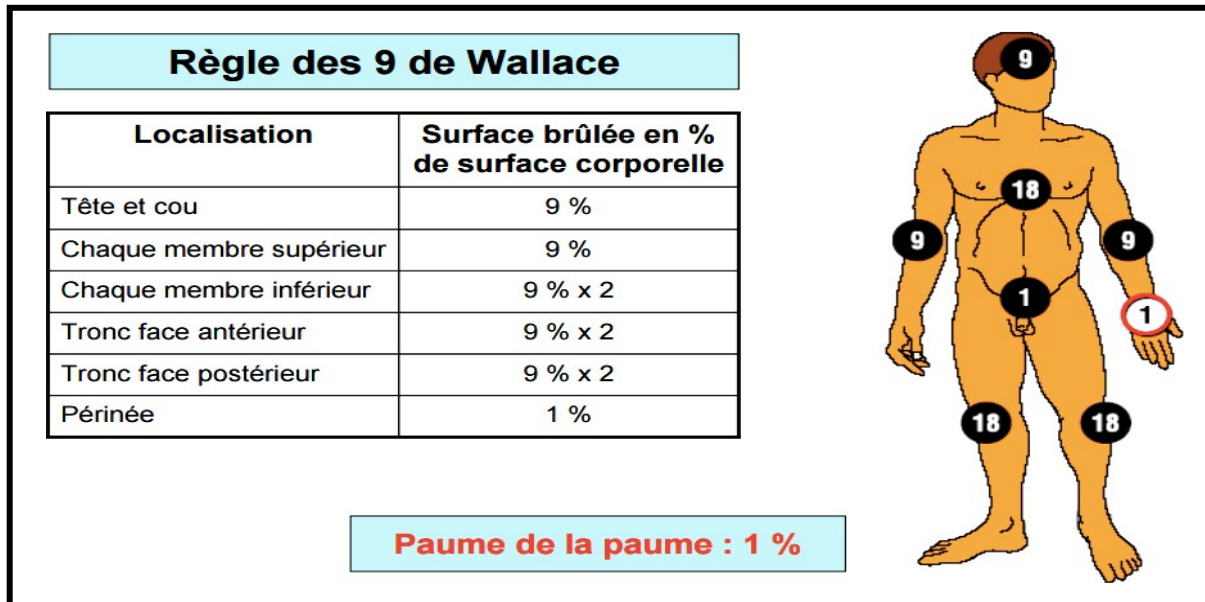 Règle des 9 de Wallace
Localisation
Surface brûlée en %
de surface corporelle
Tête et cou
9 %
Chaque membre supérieur
9 %
Chaque membre inférieur
9 % x 2
Tronc face antérieur
9 % x 2
Tronc face postérieur
9 % x 2
Périnée
1 %
Paume de la paume : 1 %
9
18
9
9
1
1
18
18